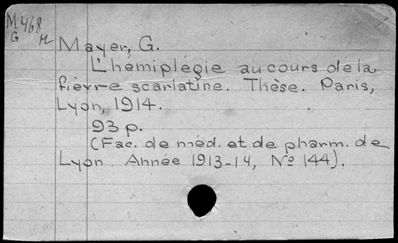 M468
G H
Mayer, G.
L'hemiplégie au cours de la
fièvre scarlatine. Thèse. Paris,
Lyon, 1914.
93 p.
(Fac. de méd. et de pharm. de
Lyon Année 1913-14, No 144).